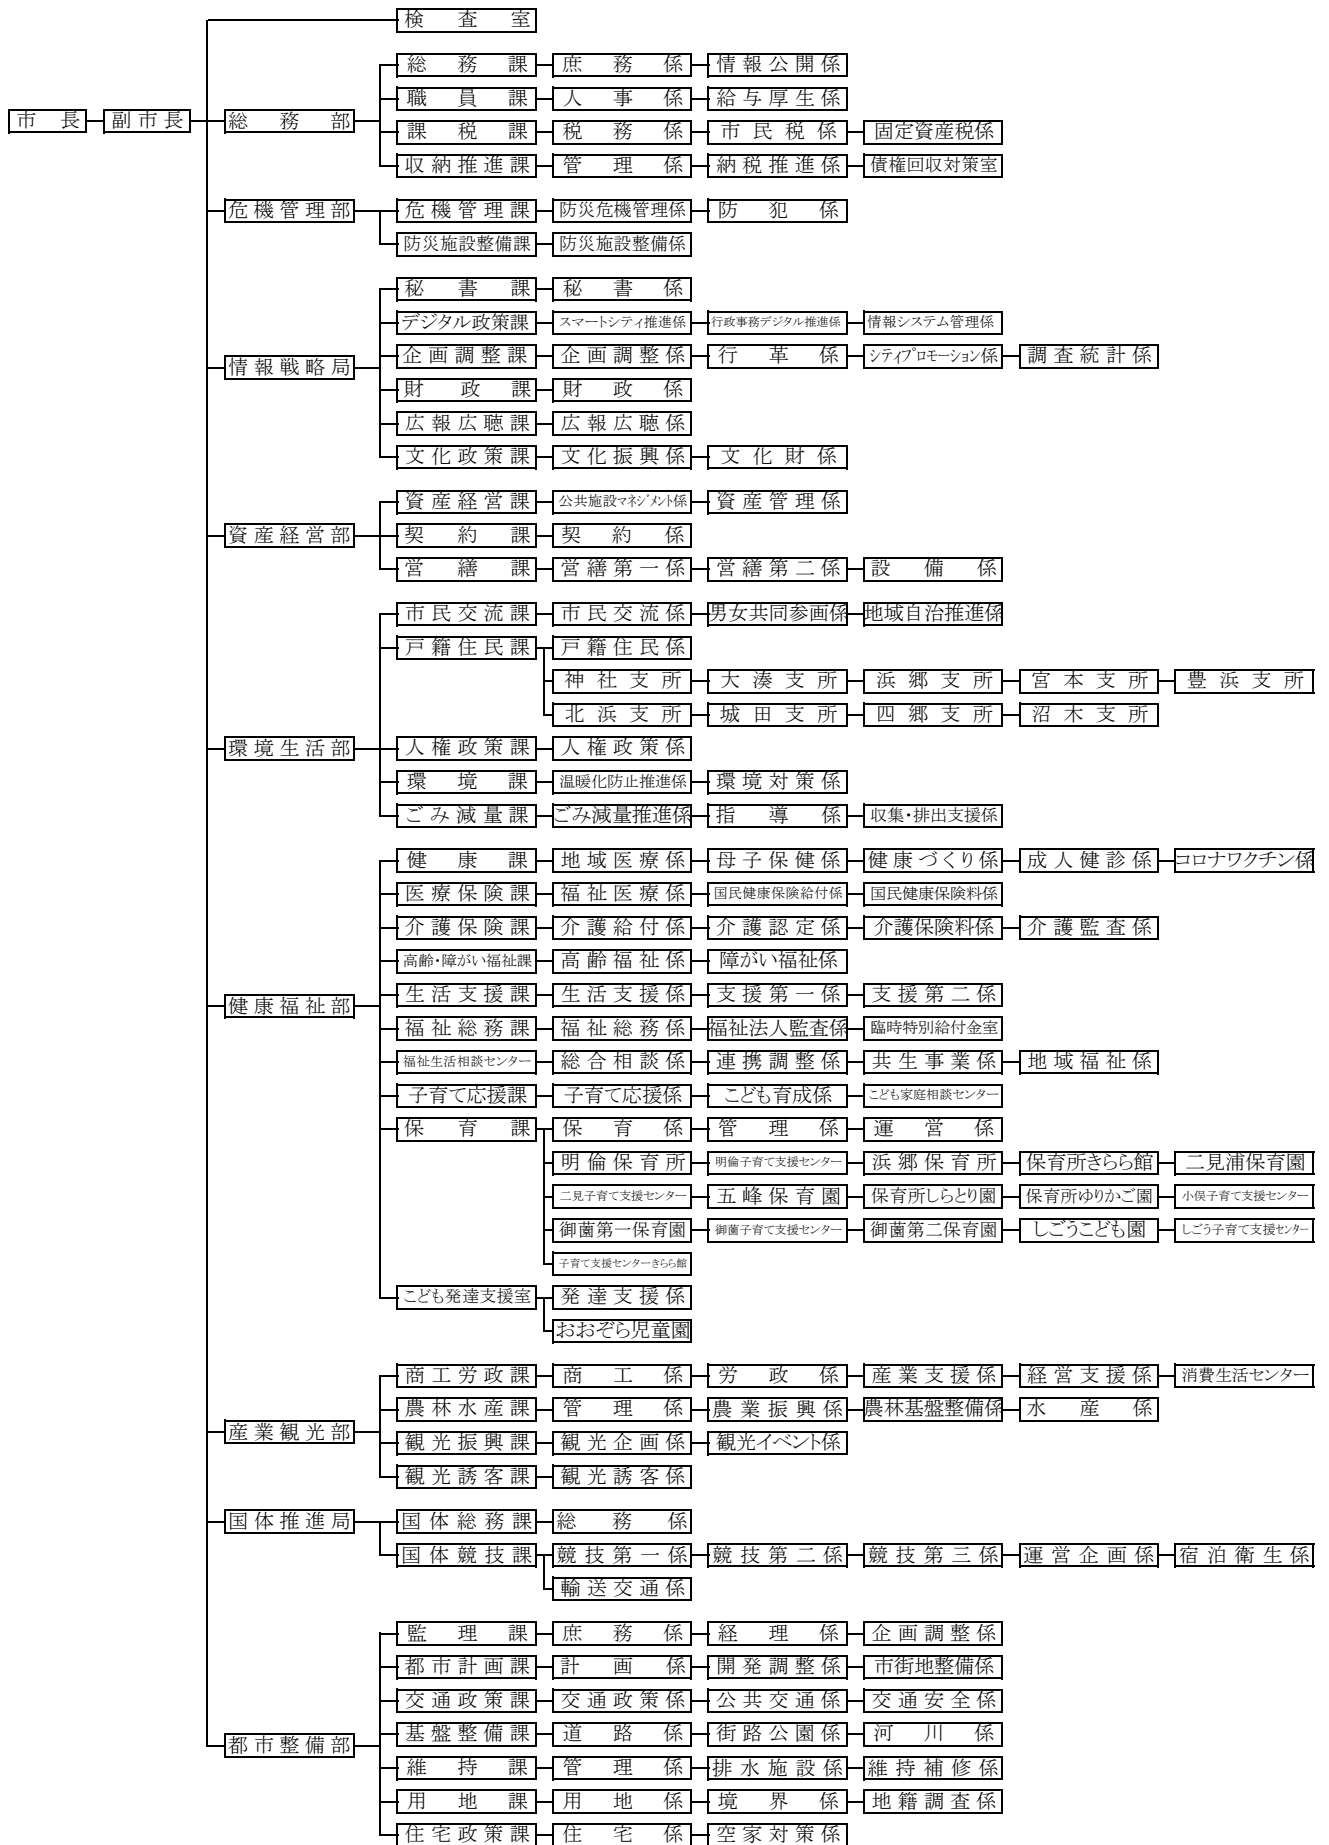 検査室
総務課 庶務係 情報公開係
職員課 人事係 給与厚生係
市長 副市長 総務部
課税課 税務係 市民税係 固定資産税係
収納推進課 管理係 納税推進係 債権回収対策室
危機管理部 危機管理課 防災危機管理係 防犯係
防災施設整備課 防災施設整備係
秘書課 秘書係
デジタル政策課 スマートシティ推進係 行政事務デジタル推進係 情報システム管理係
企画調整課 企画調整係 行革係 シティプロモーション係 調査統計係
情報戦略局
財政課 財政係
広報広聴課 広報広聴係
文化政策課 文化振興係 文化財係
資産経営課 公共施設マネジメント係 資産管理係
資産経営部 契約課 契約係
営繕課 営繕第一係 営繕第二係 設備係
市民交流課 市民交流係 男女共同参画係 地域自治推進係
戸籍住民課 戸籍住民係
神社支所 大湊支所 浜郷支所 宮本支所 豊浜支所
北浜支所 城田支所 四郷支所 沼木支所
環境生活部 人権政策課 人権政策係
環境課 温暖化防止推進係 環境対策係
ごみ減量課 ごみ減量推進係 指導係 収集・排出支援係
健康課 地域医療係 母子保健係 健康づくり係 成人健診係 コロナワクチン係
医療保険課 福祉医療係 国民健康保険給付係 国民健康保険料係
介護保険課 介護給付係 介護認定係 介護保険料係 介護監査係
高齢・障がい福祉課 高齢福祉係 障がい福祉係
生活支援課 生活支援係 支援第一係 支援第二係
健康福祉部
福祉総務課 福祉総務係 福祉法人監査係 臨時特別給付金室
福祉生活相談センター 総合相談係 連携調整係 共生事業係 地域福祉係
子育て応援課 子育て応援係 こども育成係 こども家庭相談センター
保育課 保育係 管理係 運営係
明倫保育所 明倫子育て支援センター 浜郷保育所 保育所きらら館 二見浦保育園
二見子育て支援センター 五峰保育園 保育所しらとり園 保育所ゆりかご園 小俣子育て支援センター
御薗第一保育園 御薗子育て支援センター 御薗第二保育園 しごうこども園 しごう子育て支援センター
子育て支援センターきらら館
こども発達支援室 発達支援係
おおぞら児童園
商工労政課 商工係 労政係 産業支援係 経営支援係 消費生活センター
農林水産課 管理係 農業振興係 農林基盤整備係 水産係
産業観光部
観光振興課 観光企画係 観光イベント係
観光誘客課 観光誘客係
国体推進局 国体総務課 総務係
国体競技課 競技第一係 競技第二係 競技第三係 運営企画係 宿泊衛生係
輸送交通係
監理課 庶務係 経理係 企画調整係
都市計画課 計画係 開発調整係 市街地整備係
交通政策課 交通政策係 公共交通係 交通安全係
基盤整備課 道路係 街路公園係 河川係
都市整備部
維持課 管理係 排水施設係 維持補修係
用地課 用地係 境界係 地籍調査係
住宅政策課 住宅係 空家対策係